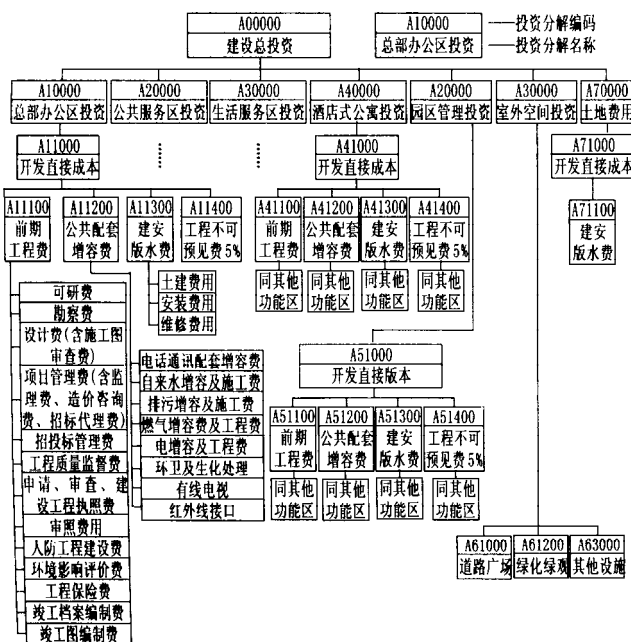 A00000
建设总投资
A10000
总部办公区投资
投资分解编码
投资分解名称
A10000
总部办公区投资
A20000
公共服务区投资
A30000
生活服务区投资
A40000
酒店式公寓投资
A20000
园区管理投资
A30000
室外空间投资
A70000
土地费用
A11000
开发直接成本
A41000
开发直接成本
A71000
开发直接成本
A11100
前期
工程费
A11200
公共配套
增容费
A11300
建安
版水费
A11400
工程不可
预见费5%
A41100
前期
工程费
A41200
公共配套
增容费
A41300
建安
版水费
A41400
工程不可
预见费5%
A71100
建安
版水费
土建费用
安装费用
维修费用
同其他
功能区
同其他
功能区
同其他
功能区
同其他
功能区
可研费
勘察费
设计费(含施工图
审查费)
项目管理费(含监
理费、造价咨询
费、招标代理费)
招投标管理费
工程质量监督费
申请、审查、建
设工程执照费
审照费用
人防工程建设费
环境影响评价费
工程保险费
竣工档案编制费
竣工图编制费
电话通讯配套增容费
自来水增容及施工费
排污增容及施工费
燃气增容费及工程费
电增容及工程费
环卫及生化处理
有线电视
红外线接口
A51000
开发直接版本
A51100
前期
工程费
A51200
公共配套
增容费
A51300
建安
版水费
A51400
工程不可
预见费5%
同其他
功能区
同其他
功能区
同其他
功能区
同其他
功能区
A61000
道路广场
A61200
绿化绿观
A63000
其他设施